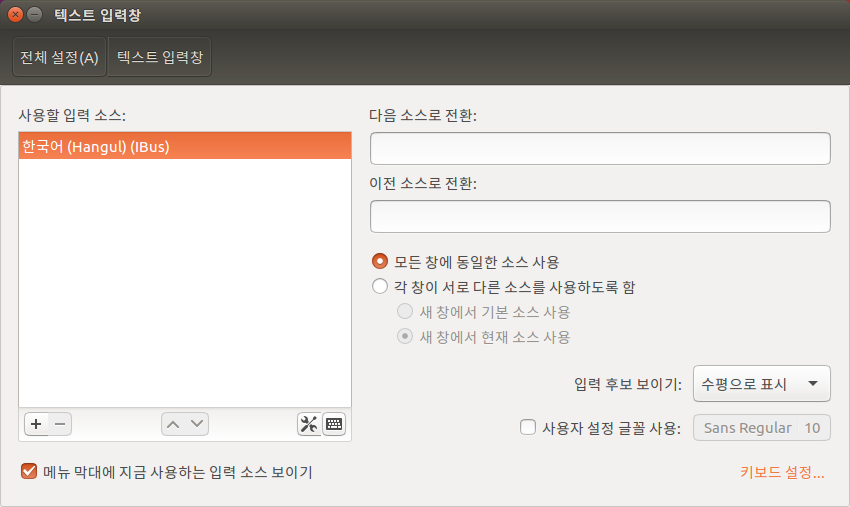 텍스트 입력창
전체 설정(A) 텍스트 입력창
사용할 입력 소스:
한국어 (Hangul) (IBus)
다음 소스로 전환:
이전 소스로 전환:
모든 창에 동일한 소스 사용
각 창이 서로 다른 소스를 사용하도록 함
새 창에서 기본 소스 사용
새 창에서 현재 소스 사용
입력 후보 보이기: 수평으로 표시
사용자 설정 글꼴 사용: Sans Regular 10
메뉴 막대에 지금 사용하는 입력 소스 보이기
키보드 설정...